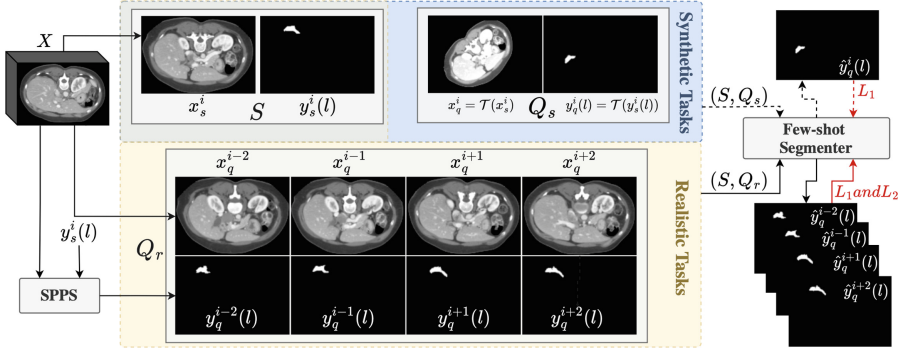 X
x_s^i
S
y_s^i(l)
x_q^i = 𝒯(x_s^i)
Q_s
y_q^i(l) = 𝒯(y_s^i(l))
Synthetic Tasks
(S, Q_s)
ŷ_q^i(l)
L_1
Few-shot
Segmenter
(S, Q_r)
L_1 and L_2
x_q^{i-2}
x_q^{i-1}
x_q^{i+1}
x_q^{i+2}
Q_r
y_q^{i-2}(l)
y_q^{i-1}(l)
y_q^{i+1}(l)
y_q^{i+2}(l)
Realistic Tasks
y_s^i(l)
SPPS
ŷ_q^{i-2}(l)
ŷ_q^{i-1}(l)
ŷ_q^{i+1}(l)
ŷ_q^{i+2}(l)